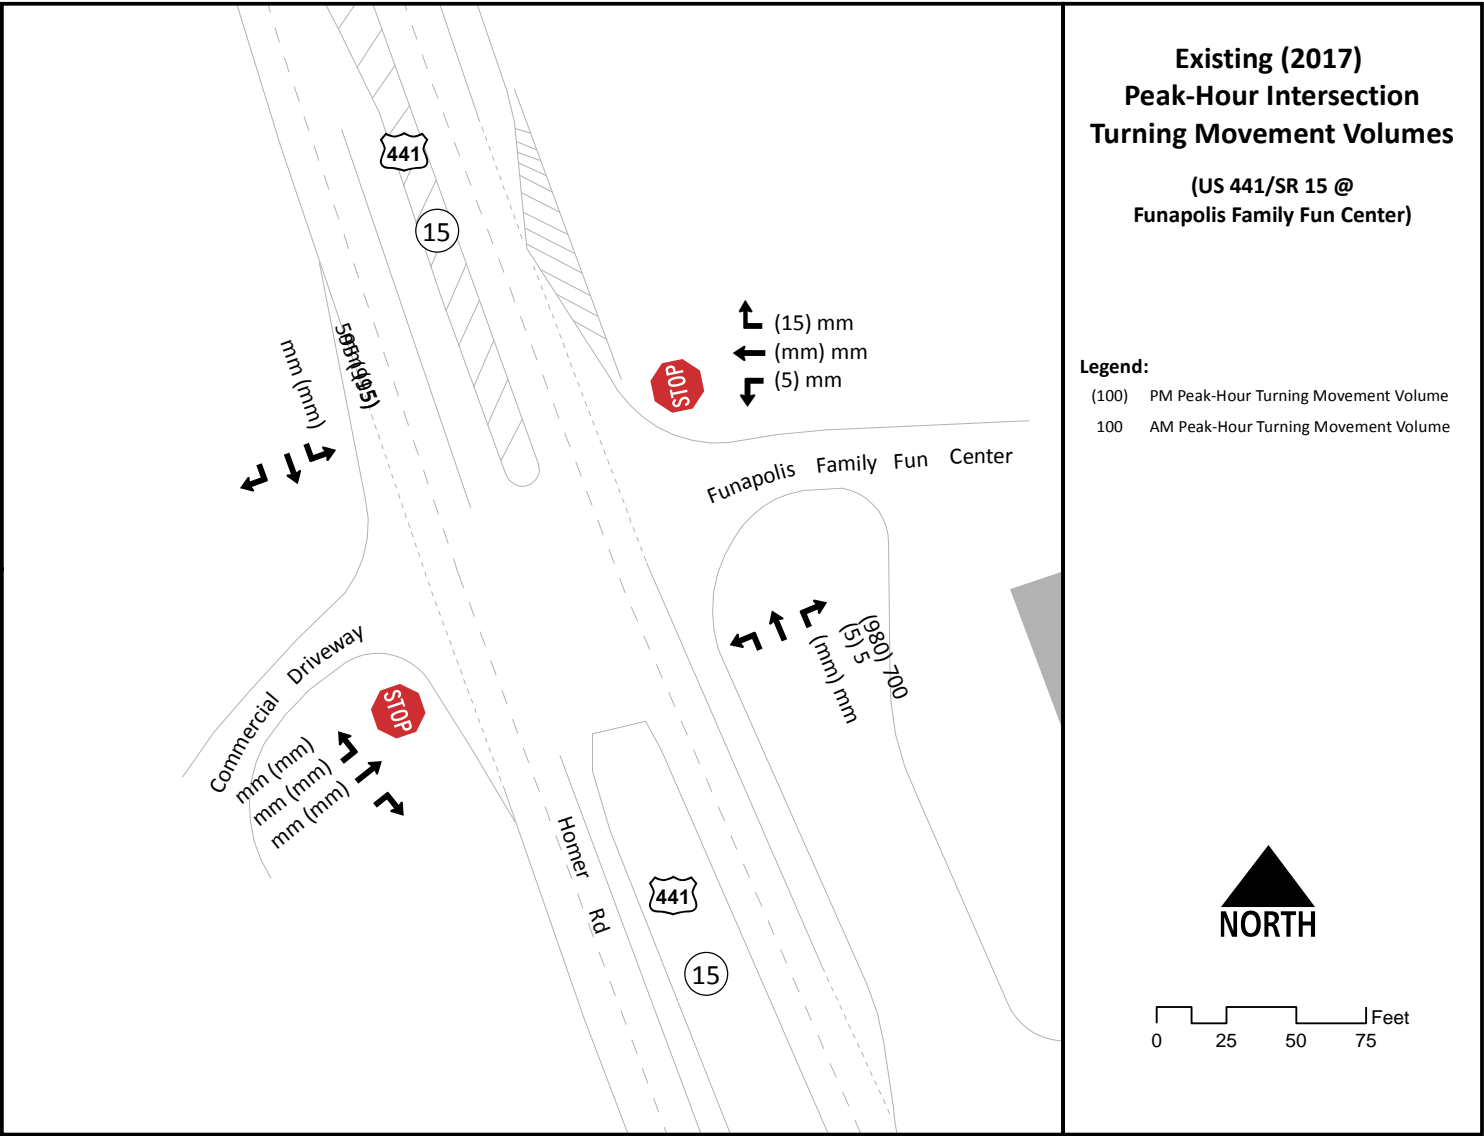 Existing (2017)
Peak-Hour Intersection
Turning Movement Volumes
(US 441/SR 15 @
Funapolis Family Fun Center)
Legend:
(100) PM Peak-Hour Turning Movement Volume
100 AM Peak-Hour Turning Movement Volume
441
15
mm (mm)
(15) mm
(mm) mm
(5) mm
STOP
Funapolis Family Fun Center
(980) 700
(5) 5
(mm) mm
Commercial Driveway
STOP
mm (mm)
mm (mm)
mm (mm)
Homer Rd
441
15
NORTH
Feet
0 25 50 75